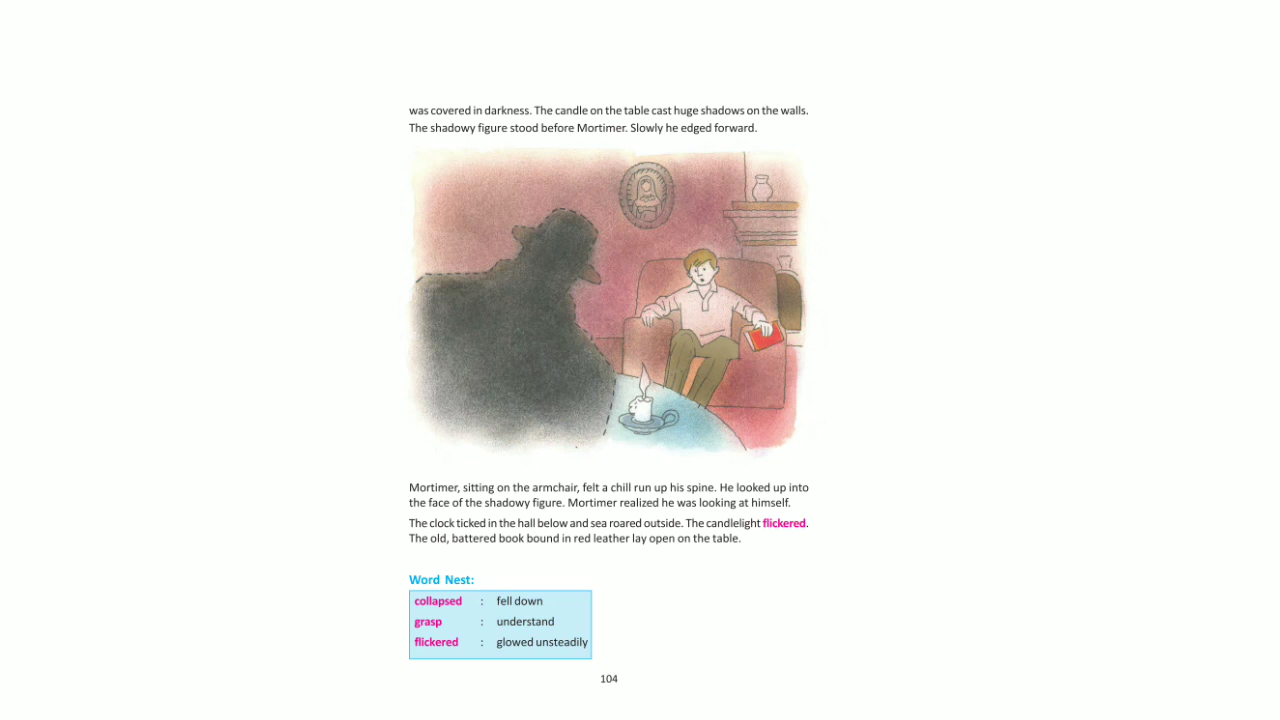 was covered in darkness. The candle on the table cast huge shadows on the walls.
The shadowy figure stood before Mortimer. Slowly he edged forward.
Mortimer, sitting on the armchair, felt a chill run up his spine. He looked up into
the face of the shadowy figure. Mortimer realized he was looking at himself.
The clock ticked in the hall below and sea roared outside. The candlelight flickered.
The old, battered book bound in red leather lay open on the table.
Word Nest:
collapsed : fell down
grasp : understand
flickered : glowed unsteadily
104